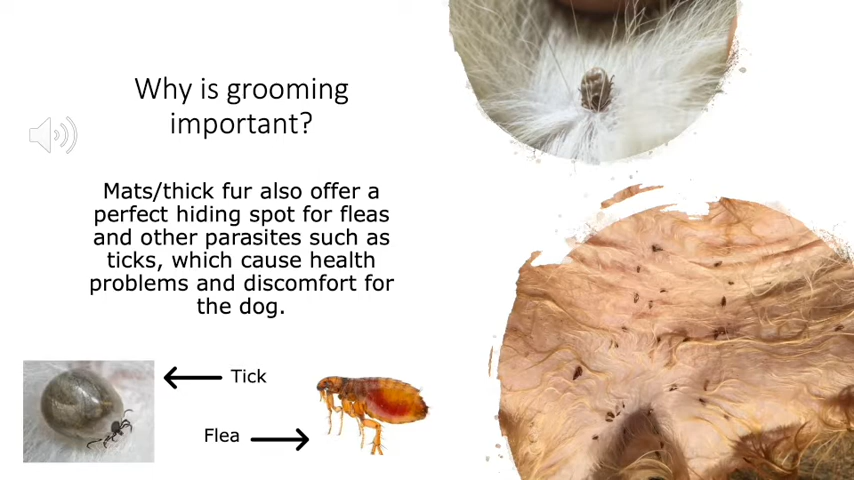 Why is grooming
important?
Mats/thick fur also offer a
perfect hiding spot for fleas
and other parasites such as
ticks, which cause health
problems and discomfort for
the dog.
Tick
Flea